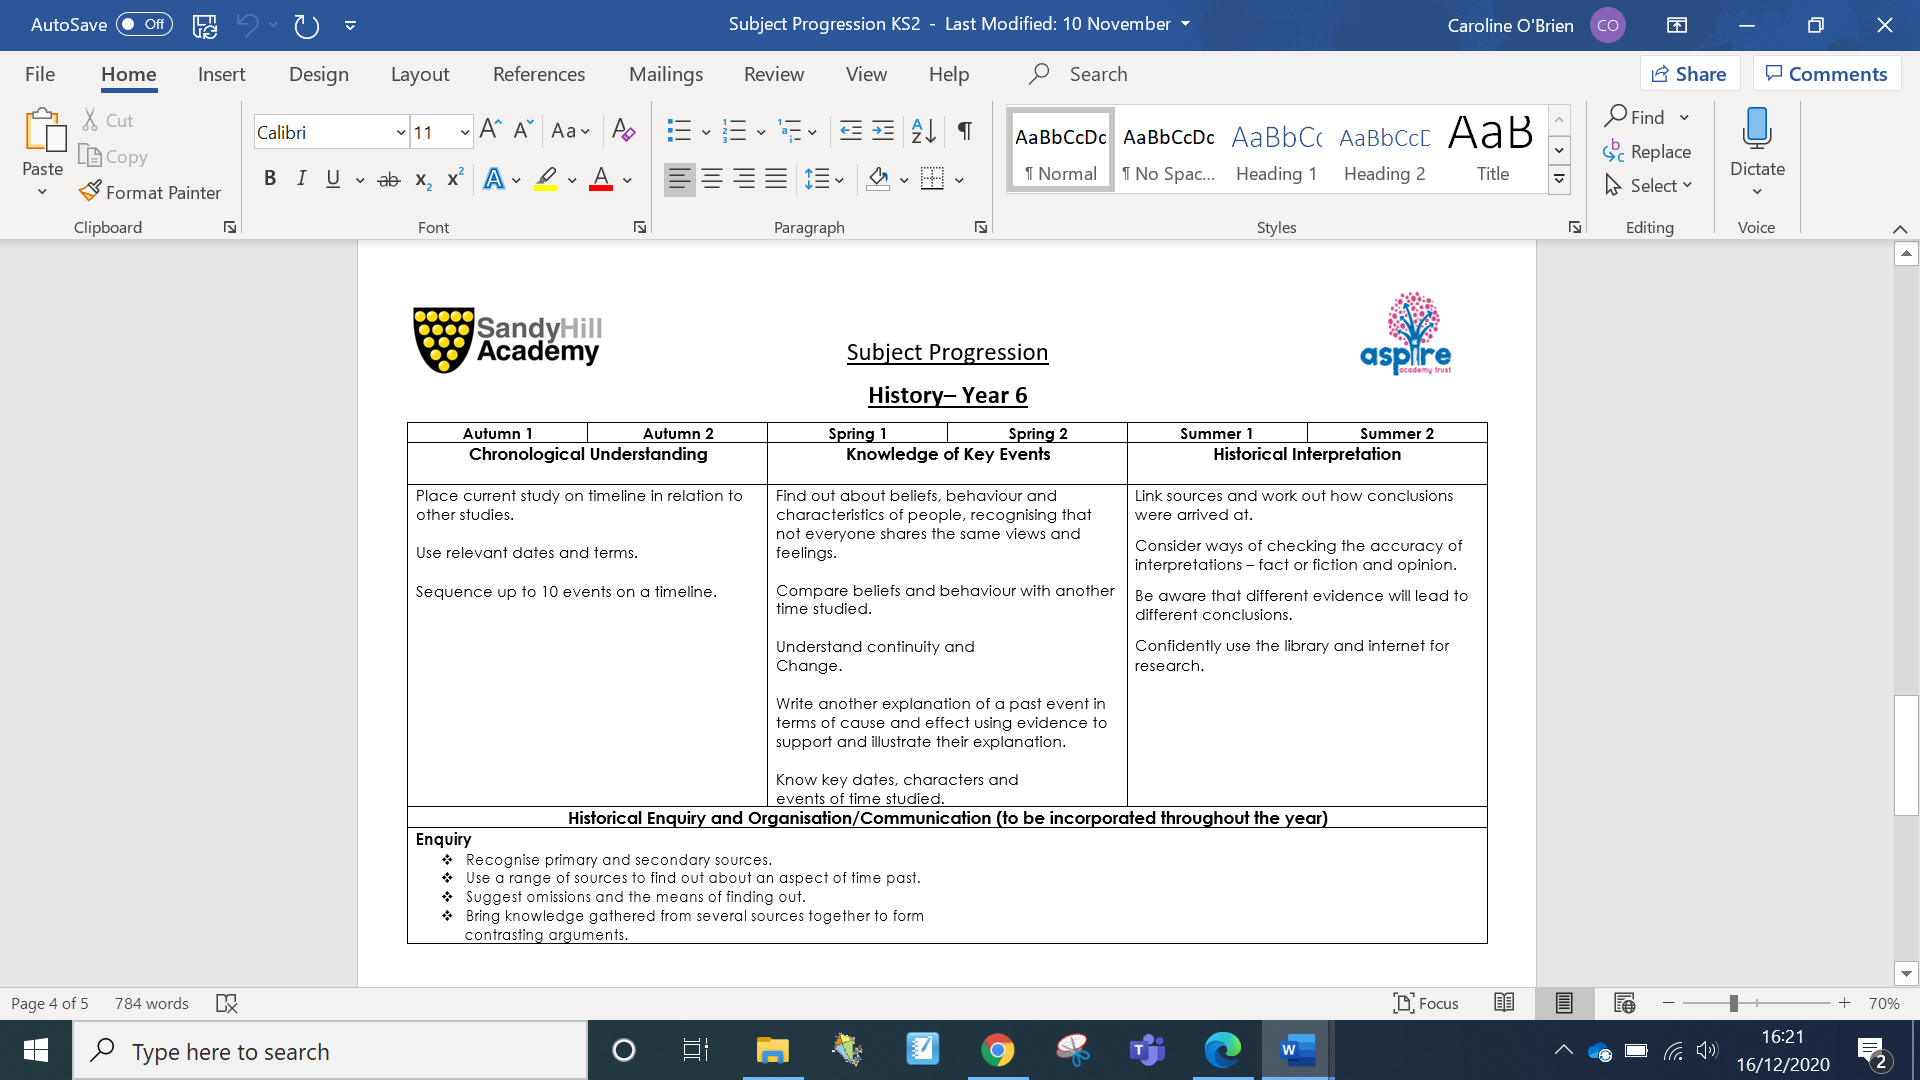 AutoSave Off
Subject Progression KS2 - Last Modified: 10 November
Caroline O'Brien CO
File Home Insert Design Layout References Mailings Review View Help Search
Share Comments
Paste
Cut
Copy
Format Painter
Clipboard
Calibri 11
Font
Paragraph
AaBbCcDc AaBbCcDc AaBbCc AaBbCcD AaB
¶ Normal ¶ No Spac... Heading 1 Heading 2 Title
Styles
Find
Replace
Select
Editing
Dictate
Voice
SandyHill
Academy
aspire
academy trust
Subject Progression
History– Year 6
Autumn 1 Autumn 2 Spring 1 Spring 2 Summer 1 Summer 2
Chronological Understanding Knowledge of Key Events Historical Interpretation
Place current study on timeline in relation to
other studies.
Use relevant dates and terms.
Sequence up to 10 events on a timeline.
Find out about beliefs, behaviour and
characteristics of people, recognising that
not everyone shares the same views and
feelings.
Compare beliefs and behaviour with another
time studied.
Understand continuity and
Change.
Write another explanation of a past event in
terms of cause and effect using evidence to
support and illustrate their explanation.
Know key dates, characters and
events of time studied.
Link sources and work out how conclusions
were arrived at.
Consider ways of checking the accuracy of
interpretations – fact or fiction and opinion.
Be aware that different evidence will lead to
different conclusions.
Confidently use the library and internet for
research.
Historical Enquiry and Organisation/Communication (to be incorporated throughout the year)
Enquiry
❖ Recognise primary and secondary sources.
❖ Use a range of sources to find out about an aspect of time past.
❖ Suggest omissions and the means of finding out.
❖ Bring knowledge gathered from several sources together to form
contrasting arguments.
Page 4 of 5 784 words
Focus
70%
Type here to search
16:21
16/12/2020
2